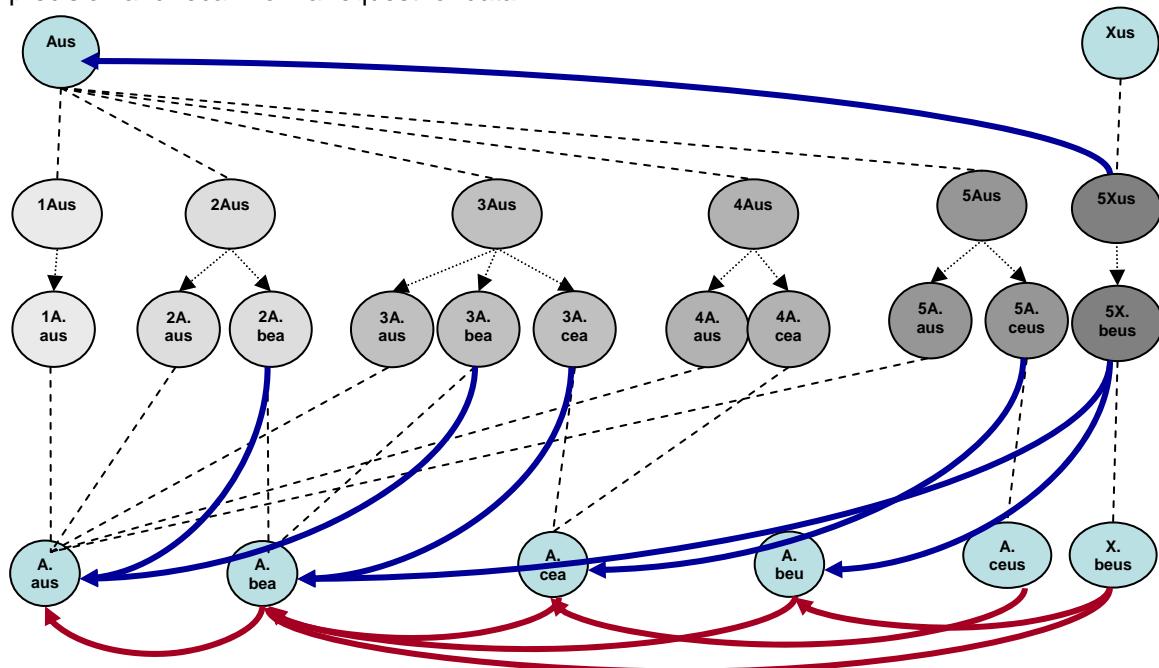 Aus
Xus
1Aus
2Aus
3Aus
4Aus
5Aus
5Xus
1A.
aus
2A.
aus
2A.
bea
3A.
aus
3A.
bea
3A.
cea
4A.
aus
4A.
cea
5A.
aus
5A.
ceus
5X.
beus
A.
aus
A.
bea
A.
cea
A.
beu
A.
ceus
X.
beus